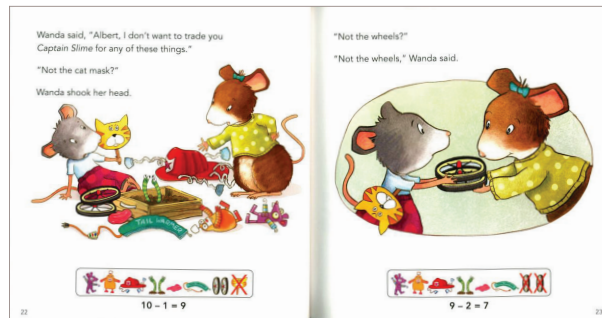 Wanda said, "Albert, I don't want to trade you
Captain Slime for any of these things."
"Not the cat mask?"
Wanda shook her head.
TAIL WARMER
10 – 1 = 9
22
"Not the wheels?"
"Not the wheels," Wanda said.
9 – 2 = 7
23